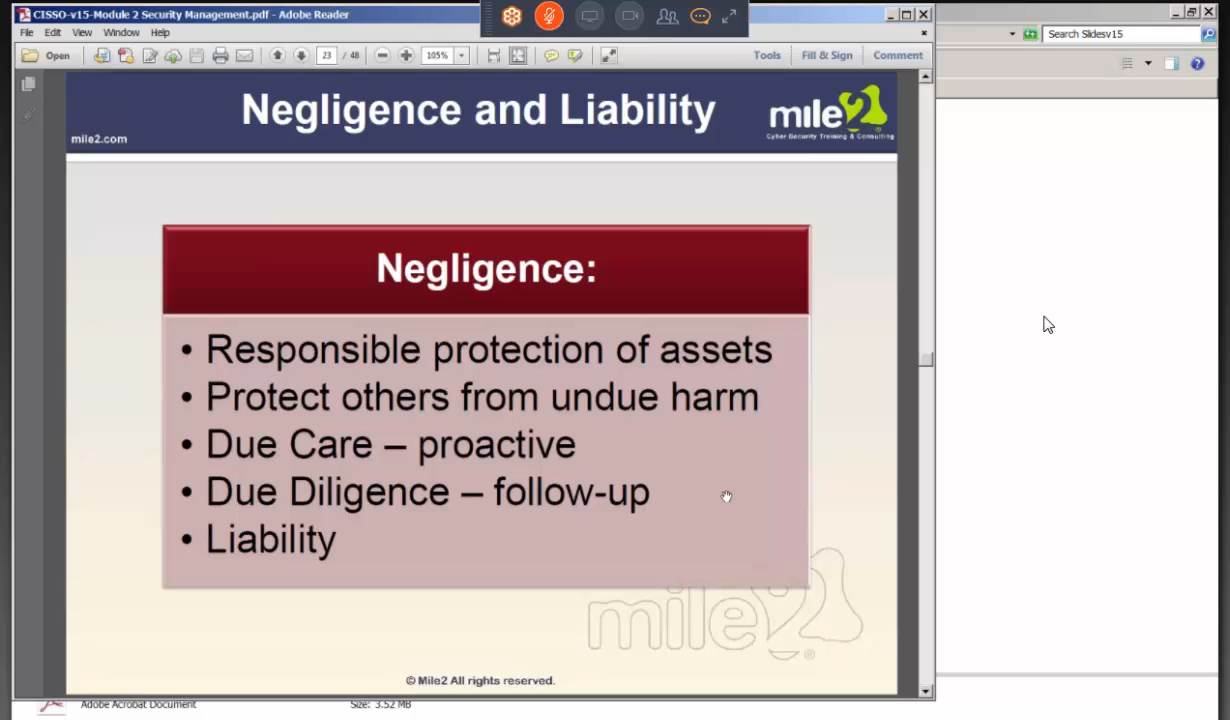 CISSO-v15-Module 2 Security Management.pdf - Adobe Reader
File Edit View Window Help
Search Slidesv15
Open 23 / 48 105% Tools Fill & Sign Comment
Negligence and Liability
mile2
Cyber Security Training & Consulting
mile2.com
Negligence:
• Responsible protection of assets
• Protect others from undue harm
• Due Care – proactive
• Due Diligence – follow-up
• Liability
mile2
®
© Mile2 All rights reserved.
Adobe Acrobat Document Size: 3.52 MB